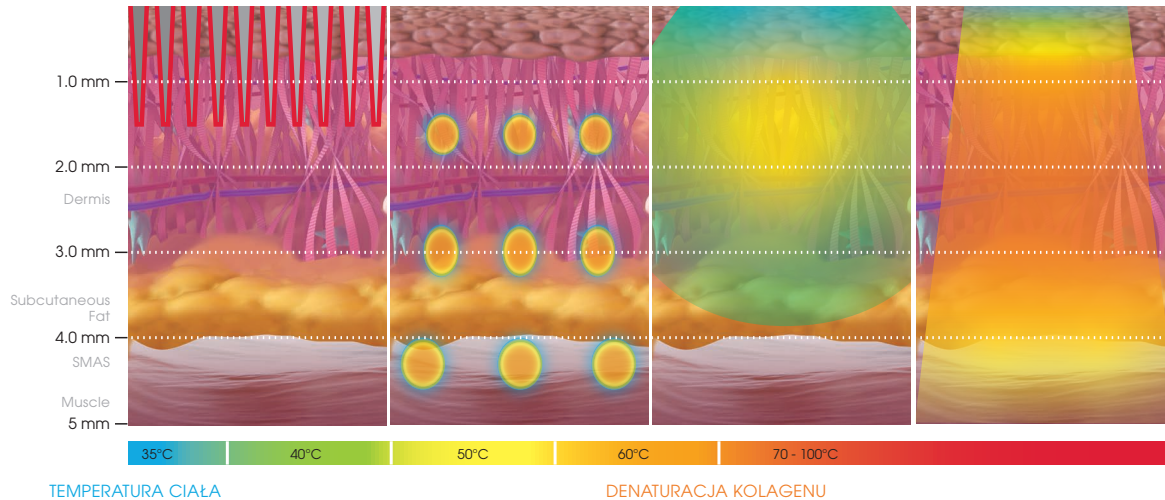 1.0 mm
2.0 mm
Dermis
3.0 mm
Subcutaneous
Fat
4.0 mm
SMAS
Muscle
5 mm
35°C
40°C
50°C
60°C
70 - 100°C
TEMPERATURA CIAŁA
DENATURACJA KOLAGENU